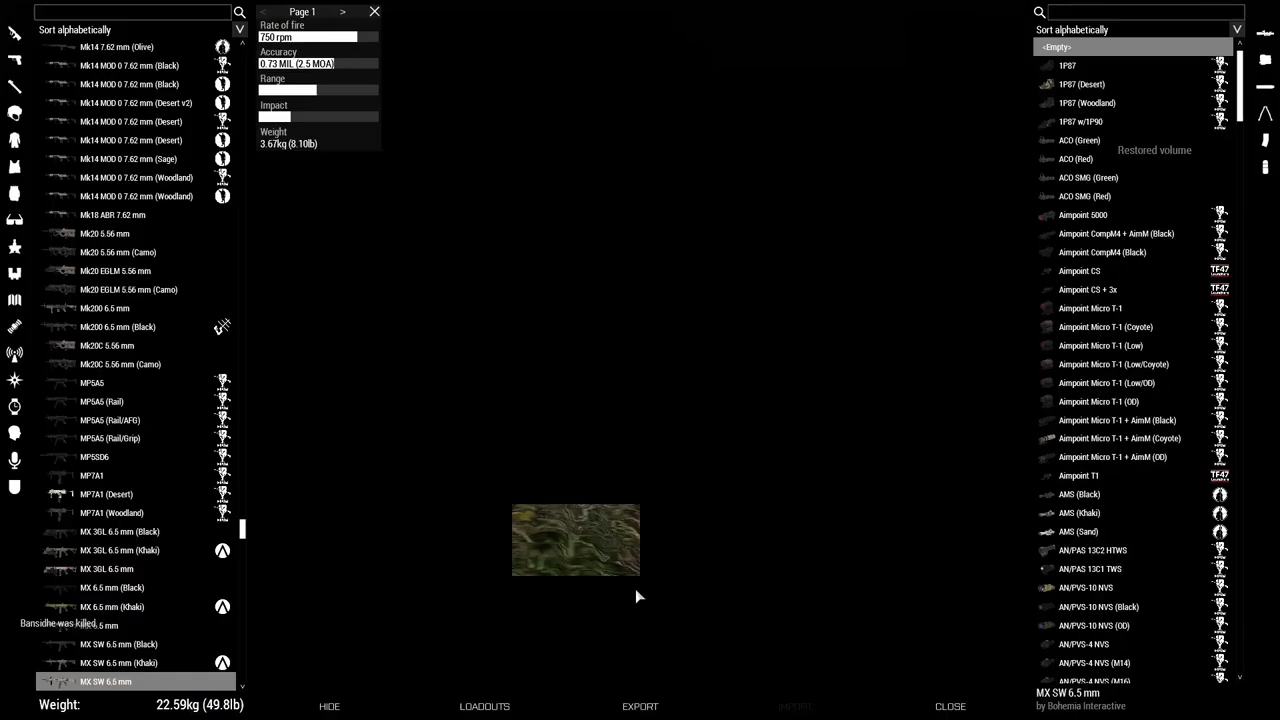 Sort alphabetically
Mk14 7.62 mm (Olive)
Mk14 MOD 0 7.62 mm (Black)
Mk14 MOD 0 7.62 mm (Black)
Mk14 MOD 0 7.62 mm (Desert v2)
Mk14 MOD 0 7.62 mm (Desert)
Mk14 MOD 0 7.62 mm (Desert)
Mk14 MOD 0 7.62 mm (Sage)
Mk14 MOD 0 7.62 mm (Woodland)
Mk14 MOD 0 7.62 mm (Woodland)
Mk18 ABR 7.62 mm
Mk20 5.56 mm
Mk20 5.56 mm (Camo)
Mk20 EGLM 5.56 mm
Mk20 EGLM 5.56 mm (Camo)
Mk200 6.5 mm
Mk200 6.5 mm (Black)
Mk20C 5.56 mm
Mk20C 5.56 mm (Camo)
MP5A5
MP5A5 (Rail)
MP5A5 (Rail/AFG)
MP5A5 (Rail/Grip)
MP5SD6
MP7A1
MP7A1 (Desert)
MP7A1 (Woodland)
MX 3GL 6.5 mm (Black)
MX 3GL 6.5 mm (Khaki)
MX 3GL 6.5 mm
MX 6.5 mm (Black)
MX 6.5 mm (Khaki)
Bansidhe was killed
.5 mm
MX SW 6.5 mm (Black)
MX SW 6.5 mm (Khaki)
MX SW 6.5 mm
Weight: 22.59kg (49.8lb)
< Page 1 >
Rate of fire
750 rpm
Accuracy
0.73 MIL (2.5 MOA)
Range
Impact
Weight
3.67kg (8.10lb)
HIDE LOADOUTS EXPORT IMPORT CLOSE
Sort alphabetically
<Empty>
1P87
1P87 (Desert)
1P87 (Woodland)
1P87 w/1P90
ACO (Green)
Restored volume
ACO (Red)
ACO SMG (Green)
ACO SMG (Red)
Aimpoint 5000
Aimpoint CompM4 + AimM (Black)
Aimpoint CompM4 (Black)
Aimpoint CS TF47
Aimpoint CS + 3x TF47
Aimpoint Micro T-1
Aimpoint Micro T-1 (Coyote)
Aimpoint Micro T-1 (Low)
Aimpoint Micro T-1 (Low/Coyote)
Aimpoint Micro T-1 (Low/OD)
Aimpoint Micro T-1 (OD)
Aimpoint Micro T-1 + AimM (Black)
Aimpoint Micro T-1 + AimM (Coyote)
Aimpoint Micro T-1 + AimM (OD)
Aimpoint T1 TF47
AMS (Black)
AMS (Khaki)
AMS (Sand)
AN/PAS 13C2 HTWS
AN/PAS 13C1 TWS
AN/PVS-10 NVS
AN/PVS-10 NVS (Black)
AN/PVS-10 NVS (OD)
AN/PVS-4 NVS
AN/PVS-4 NVS (M14)
AN/PVS-4 NVS (M16)
MX SW 6.5 mm
by Bohemia Interactive